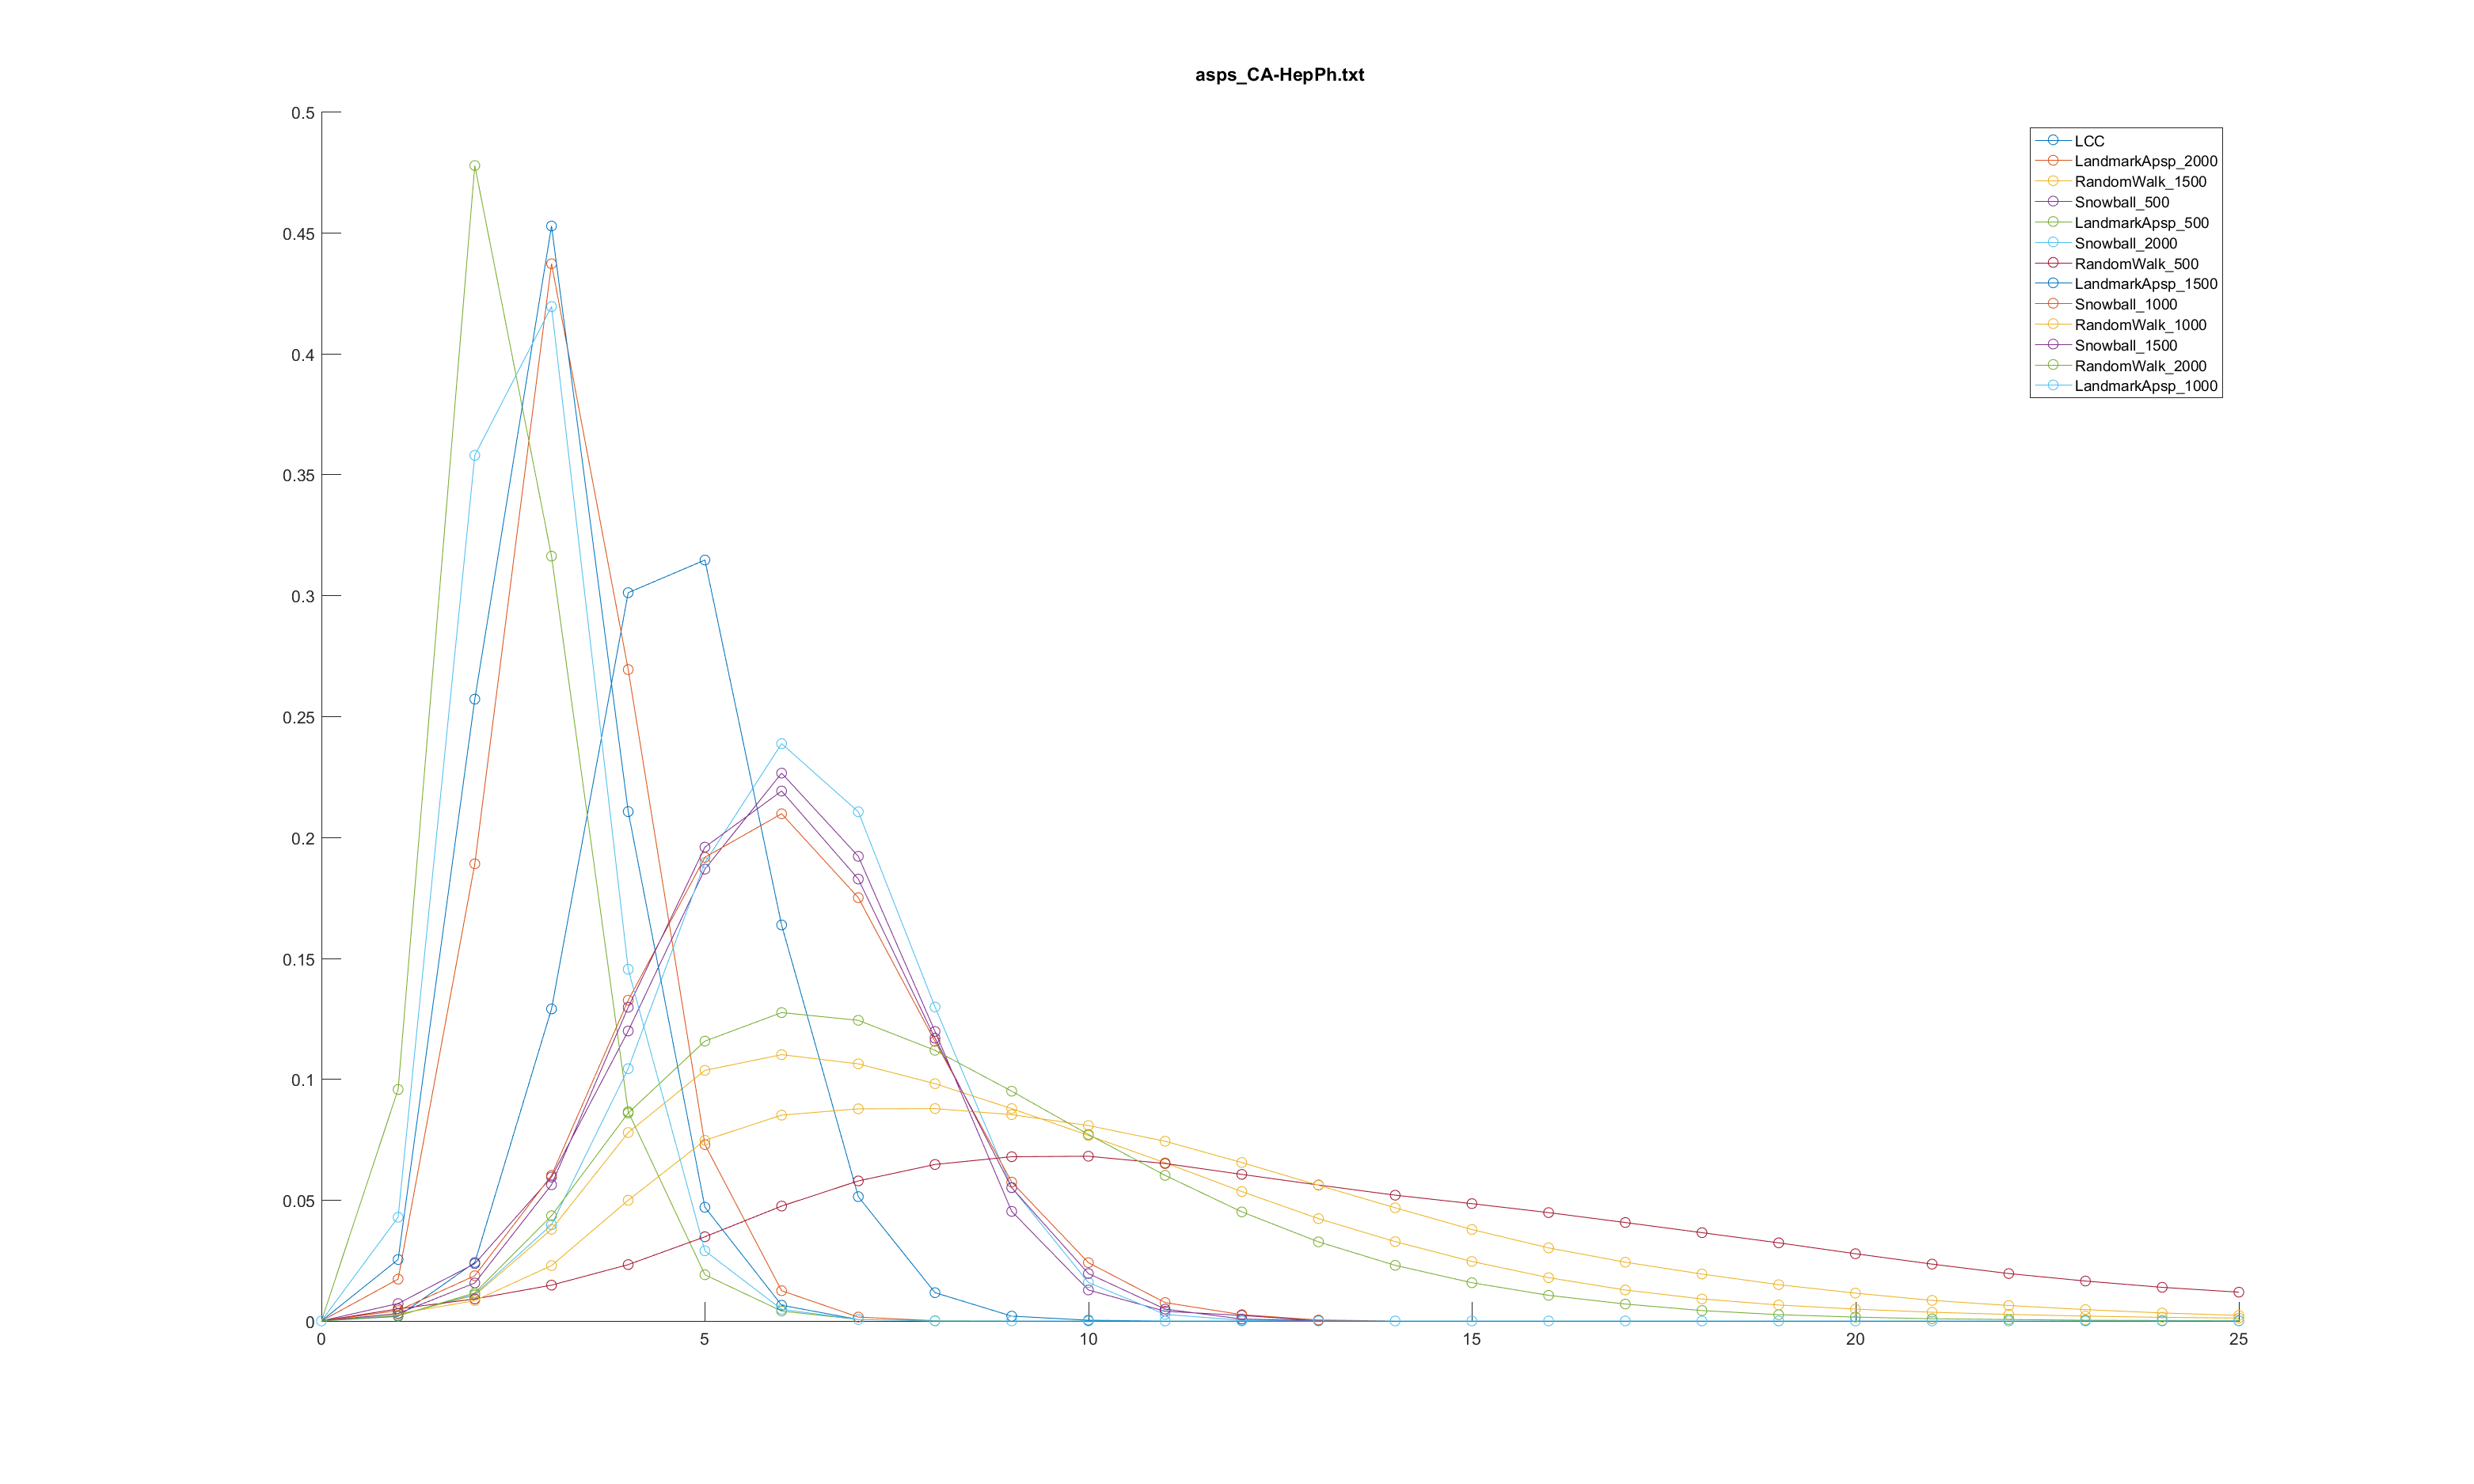 asps_CA-HepPh.txt
0.5
0.45
0.4
0.35
0.3
0.25
0.2
0.15
0.1
0.05
0
0
5
10
15
20
25
LCC
LandmarkApsp_2000
RandomWalk_1500
Snowball_500
LandmarkApsp_500
Snowball_2000
RandomWalk_500
LandmarkApsp_1500
Snowball_1000
RandomWalk_1000
Snowball_1500
RandomWalk_2000
LandmarkApsp_1000